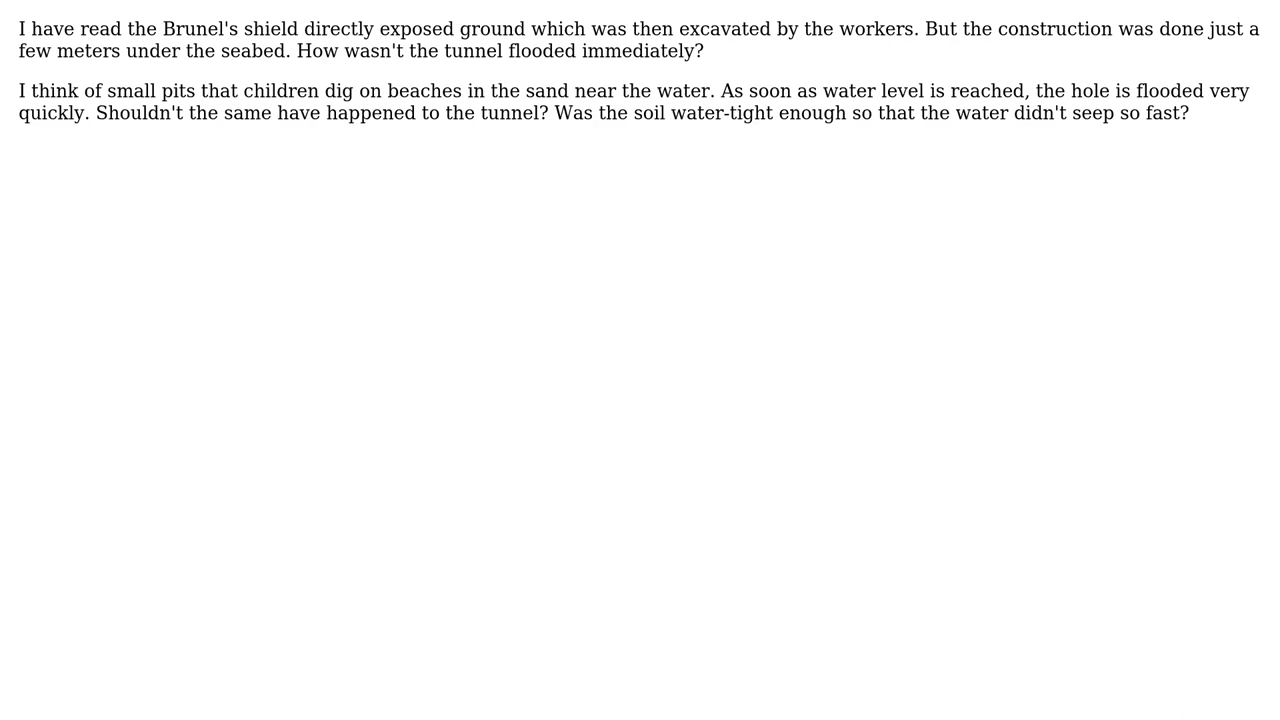 I have read the Brunel's shield directly exposed ground which was then excavated by the workers. But the construction was done just a
few meters under the seabed. How wasn't the tunnel flooded immediately?
I think of small pits that children dig on beaches in the sand near the water. As soon as water level is reached, the hole is flooded very
quickly. Shouldn't the same have happened to the tunnel? Was the soil water-tight enough so that the water didn't seep so fast?